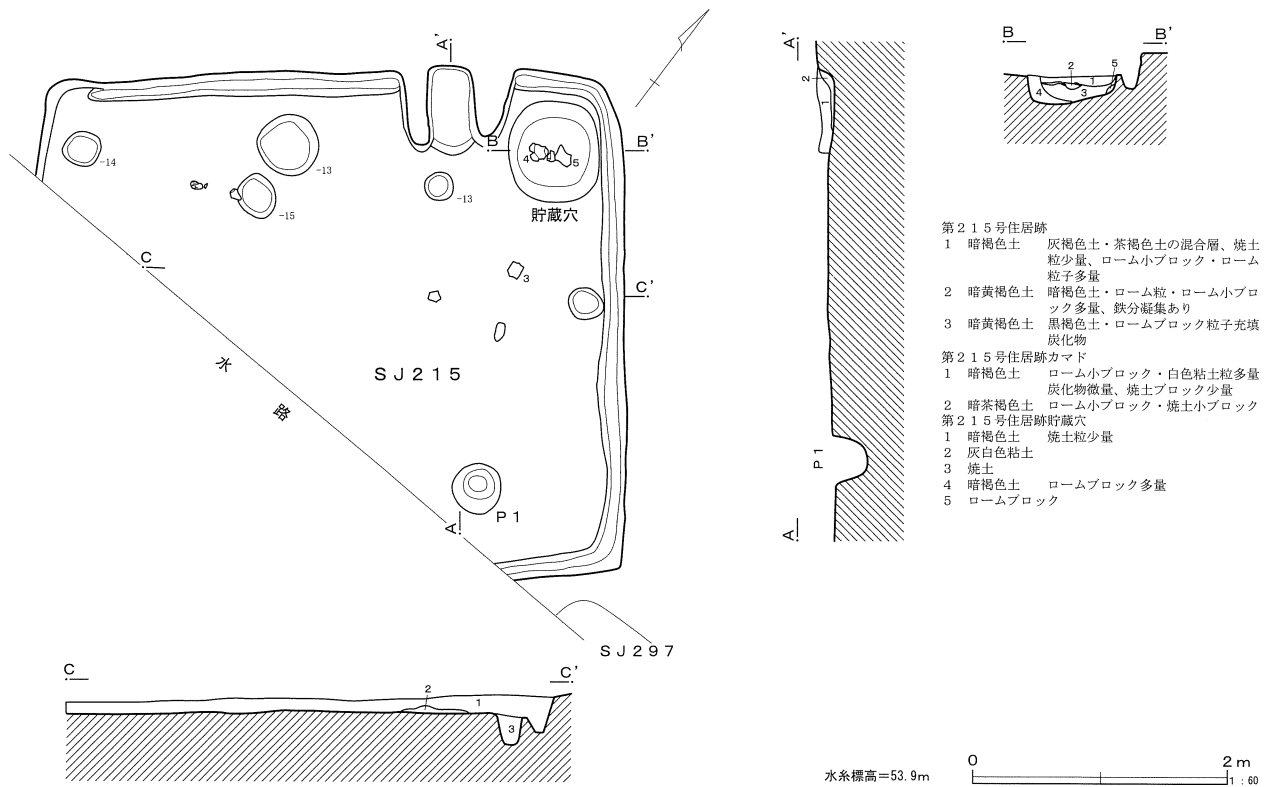 A'
B
B'
-14
-13
4
5
-15
-13
貯蔵穴
C
3
C'
水
路
SJ215
P1
A
SJ297
A'
2
1
P1
A
B
B'
2
5
1
4
3
第215号住居跡
1 暗褐色土 灰褐色土・茶褐色土の混合層、焼土
粒少量、ローム小ブロック・ローム
粒子多量
2 暗黄褐色土 暗褐色土・ローム粒・ローム小ブロ
ック多量、鉄分凝集あり
3 暗黄褐色土 黒褐色土・ロームブロック粒子充填
炭化物
第215号住居跡カマド
1 暗褐色土 ローム小ブロック・白色粘土粒多量
炭化物微量、焼土ブロック少量
2 暗茶褐色土 ローム小ブロック・焼土小ブロック
第215号住居跡貯蔵穴
1 暗褐色土 焼土粒少量
2 灰白色粘土
3 焼土
4 暗褐色土 ロームブロック多量
5 ロームブロック
C
C'
2
1
3
水糸標高=53.9m
0
2m
1:60